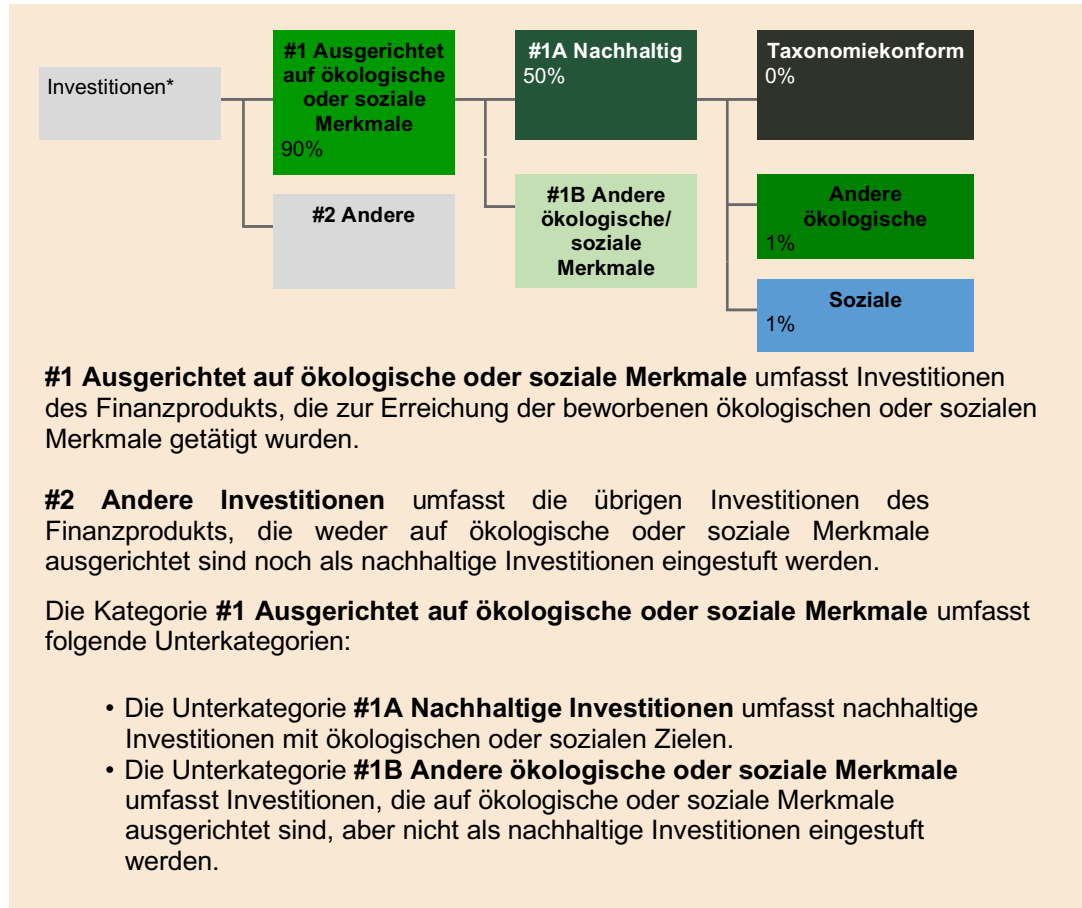 Investitionen*
#1 Ausgerichtet
auf ökologische
oder soziale
Merkmale
90%
#2 Andere
#1A Nachhaltig
50%
#1B Andere
ökologische/
soziale
Merkmale
Taxonomiekonform
0%
Andere
ökologische
1%
Soziale
1%
#1 Ausgerichtet auf ökologische oder soziale Merkmale umfasst Investitionen
des Finanzprodukts, die zur Erreichung der beworbenen ökologischen oder sozialen
Merkmale getätigt wurden.
#2 Andere Investitionen umfasst die übrigen Investitionen des
Finanzprodukts, die weder auf ökologische oder soziale Merkmale
ausgerichtet sind noch als nachhaltige Investitionen eingestuft werden.
Die Kategorie #1 Ausgerichtet auf ökologische oder soziale Merkmale umfasst
folgende Unterkategorien:
• Die Unterkategorie #1A Nachhaltige Investitionen umfasst nachhaltige
Investitionen mit ökologischen oder sozialen Zielen.
• Die Unterkategorie #1B Andere ökologische oder soziale Merkmale
umfasst Investitionen, die auf ökologische oder soziale Merkmale
ausgerichtet sind, aber nicht als nachhaltige Investitionen eingestuft
werden.